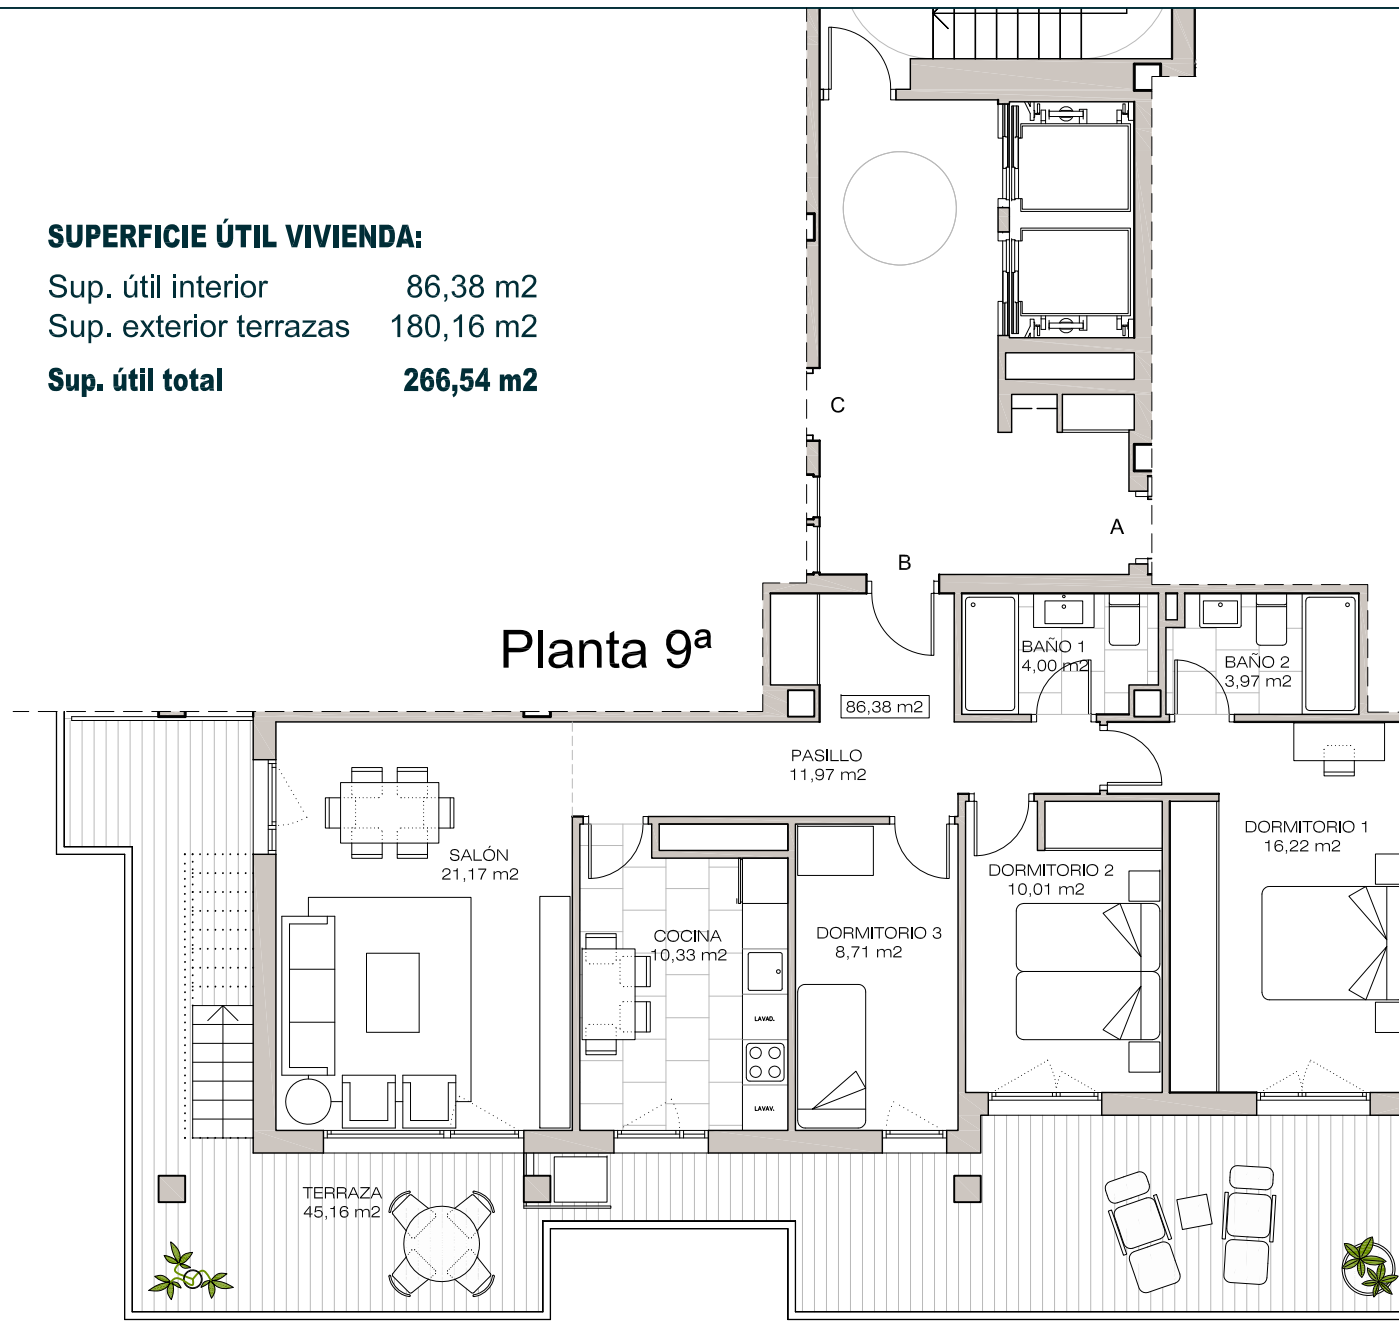 SUPERFICIE ÚTIL VIVIENDA:
Sup. útil interior 86,38 m2
Sup. exterior terrazas 180,16 m2
Sup. útil total 266,54 m2
C
A
B
Planta 9ª
BAÑO 1
4,00 m2
BAÑO 2
3,97 m2
86,38 m2
PASILLO
11,97 m2
SALÓN
21,17 m2
DORMITORIO 1
16,22 m2
DORMITORIO 2
10,01 m2
COCINA
10,33 m2
DORMITORIO 3
8,71 m2
LAVAD.
LAVAV.
TERRAZA
45,16 m2